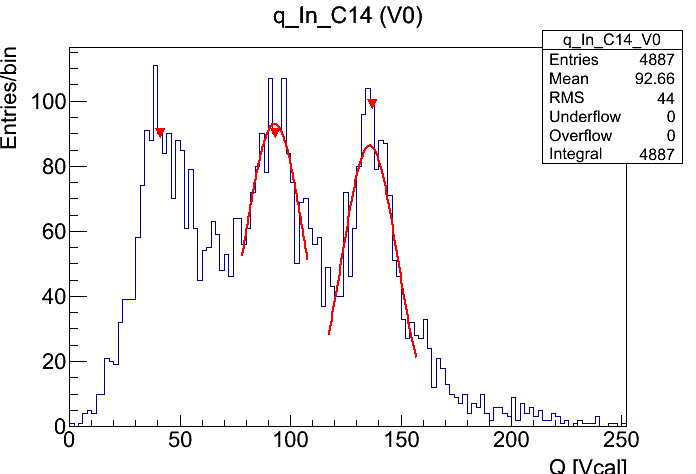 q_In_C14 (V0)
q_In_C14_V0
Entries 4887
Mean 92.66
RMS 44
Underflow 0
Overflow 0
Integral 4887
Entries/bin
100
80
60
40
20
0
0 50 100 150 200 250
Q [Vcal]